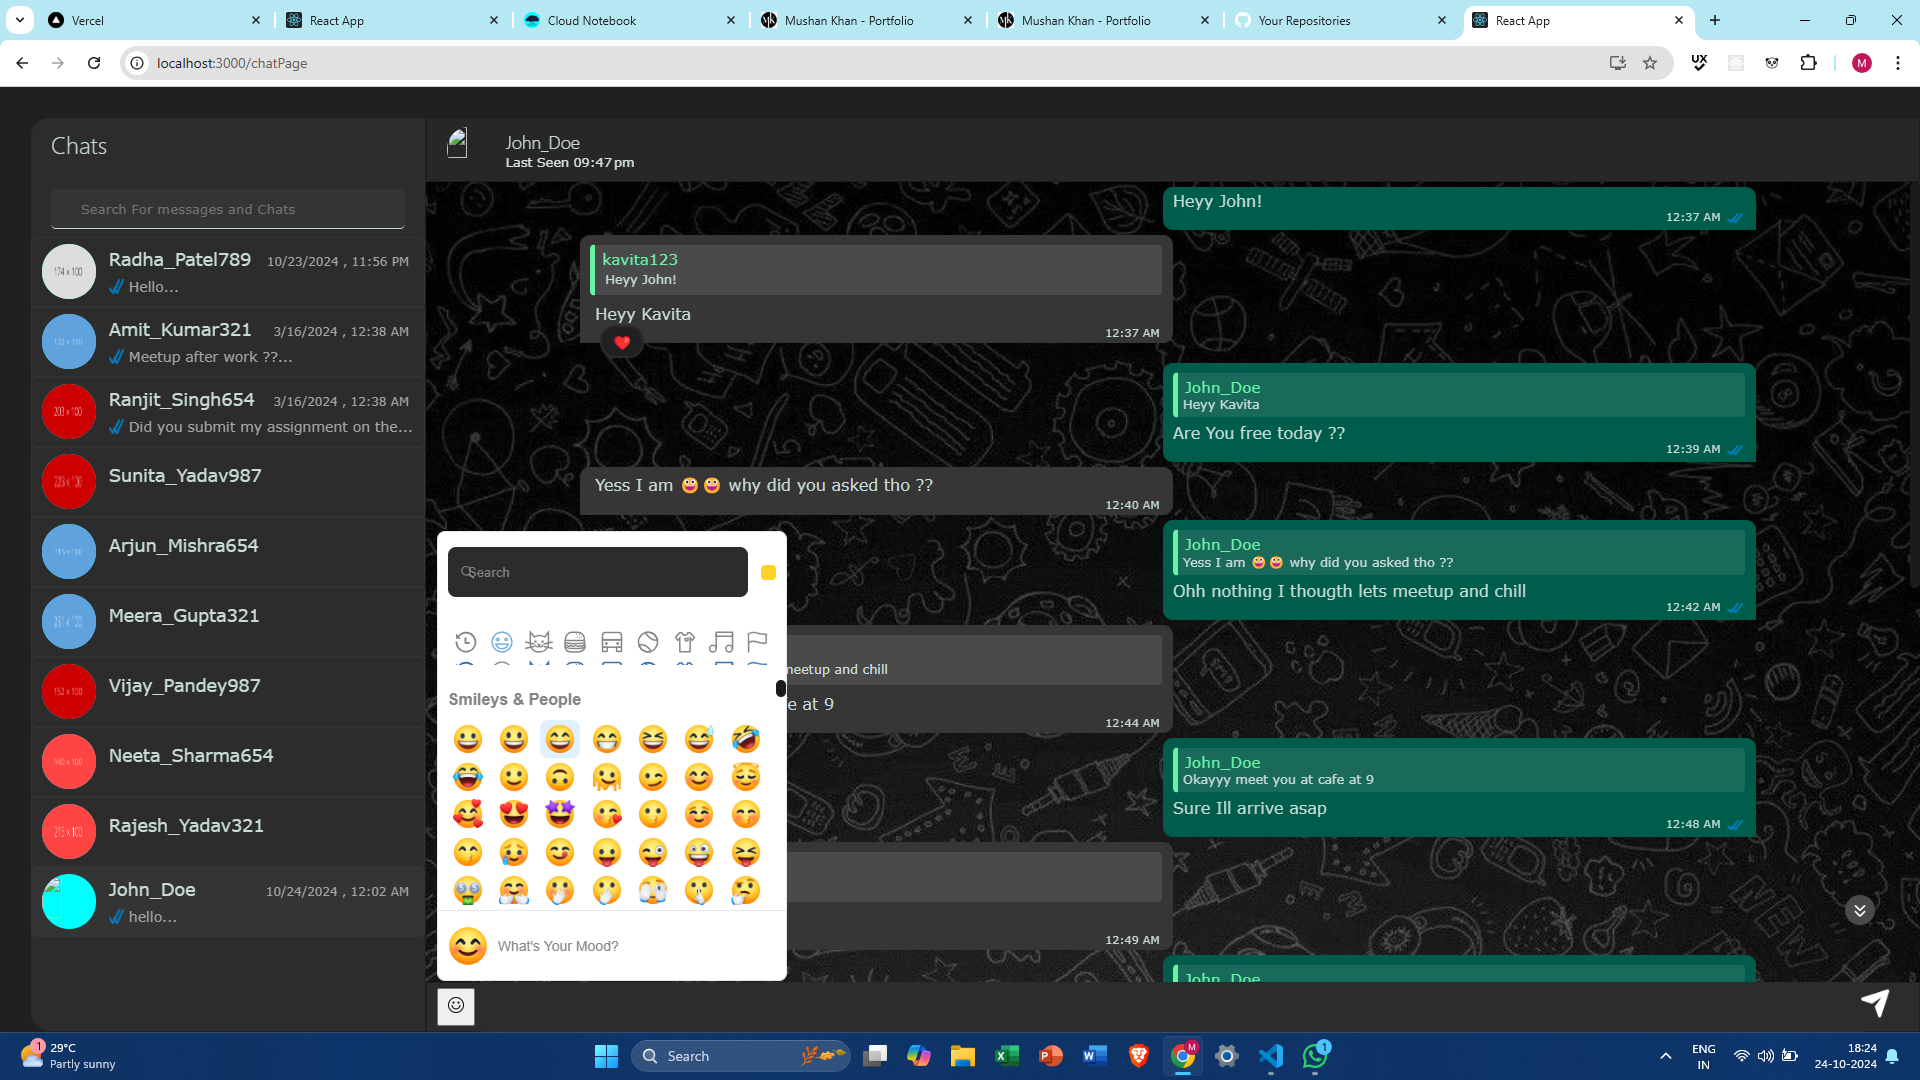 Vercel
React App
Cloud Notebook
Mushan Khan - Portfolio
Mushan Khan - Portfolio
Your Repositories
React App
localhost:3000/chatPage
UX
M
Chats
Search For messages and Chats
Radha_Patel789 10/23/2024 , 11:56 PM
174 x 100
Hello...
Amit_Kumar321 3/16/2024 , 12:38 AM
Meetup after work ??...
Ranjit_Singh654 3/16/2024 , 12:38 AM
Did you submit my assignment on the...
Sunita_Yadav987
Arjun_Mishra654
Meera_Gupta321
Vijay_Pandey987
152 x 100
Neeta_Sharma654
140 x 100
Rajesh_Yadav321
215 x 100
John_Doe 10/24/2024 , 12:02 AM
hello...
John_Doe
Last Seen 09:47 pm
Heyy John!
12:37 AM
kavita123
Heyy John!
Heyy Kavita
12:37 AM
John_Doe
Heyy Kavita
Are You free today ??
12:39 AM
Yess I am 😀😀 why did you asked tho ??
12:40 AM
John_Doe
Yess I am 😀😀 why did you asked tho ??
Ohh nothing I thougth lets meetup and chill
12:42 AM
meetup and chill
e at 9
12:44 AM
John_Doe
Okayyy meet you at cafe at 9
Sure Ill arrive asap
12:48 AM
12:49 AM
John_Doe
Search
Smileys & People
What's Your Mood?
1
29°C
Partly sunny
Search
M
1
ENG
IN
18:24
24-10-2024